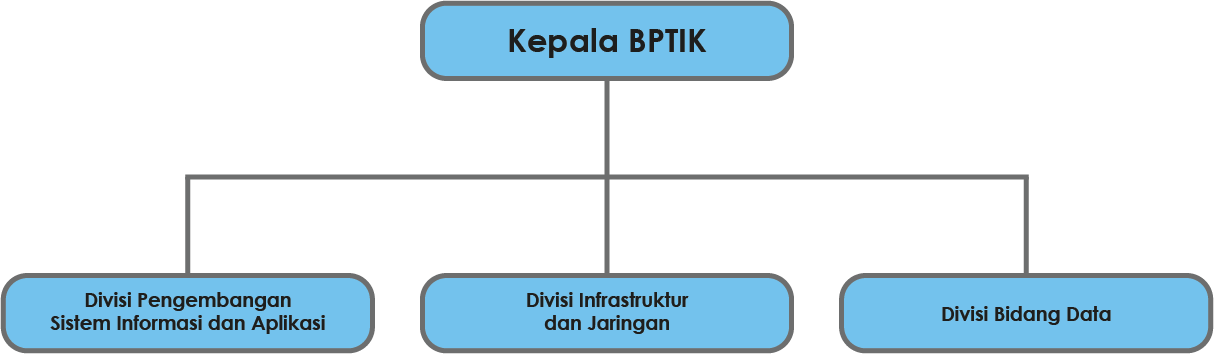 Kepala BPTIK
Divisi Pengembangan
Sistem Informasi dan Aplikasi
Divisi Infrastruktur
dan Jaringan
Divisi Bidang Data